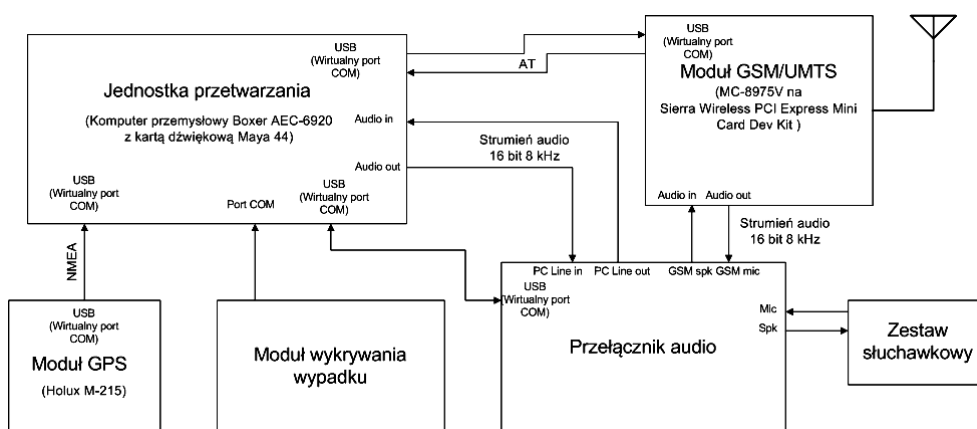 USB
(Wirtualny port
COM)
Jednostka przetwarzania
(Komputer przemysłowy Boxer AEC-6920
z kartą dźwiękową Maya 44)
Audio in
Audio out
USB
(Wirtualny port
COM)
Port COM
USB
(Wirtualny port
COM)
AT
USB
(Wirtualny port
COM)
Moduł GSM/UMTS
(MC-8975V na
Sierra Wireless PCI Express Mini
Card Dev Kit )
Audio in
Audio out
Strumień audio
16 bit 8 kHz
Strumień audio
16 bit 8 kHz
NMEA
USB
(Wirtualny port
COM)
Moduł GPS
(Holux M-215)
Moduł wykrywania
wypadku
PC Line in
PC Line out
GSM spk
GSM mic
USB
(Wirtualny port
COM)
Przełącznik audio
Mic
Spk
Zestaw
słuchawkowy